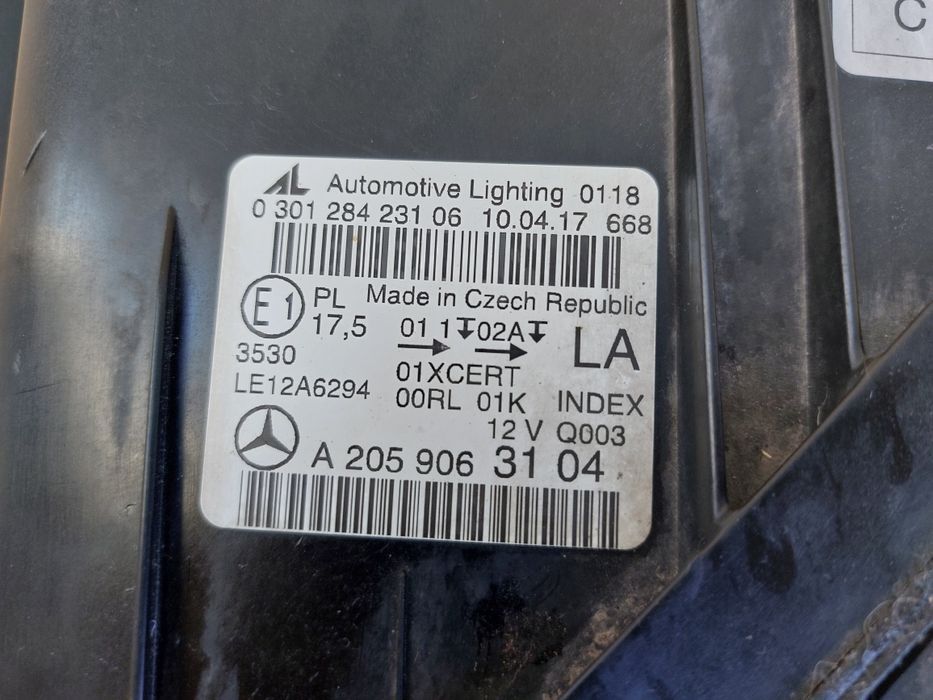 AL Automotive Lighting 0118
0 301 284 231 06 10.04.17 668
E1 PL Made in Czech Republic
17,5 01 1 02A LA
3530
01XCERT
LE12A6294 00RL 01K INDEX
12 V Q003
A 205 906 31 04
C